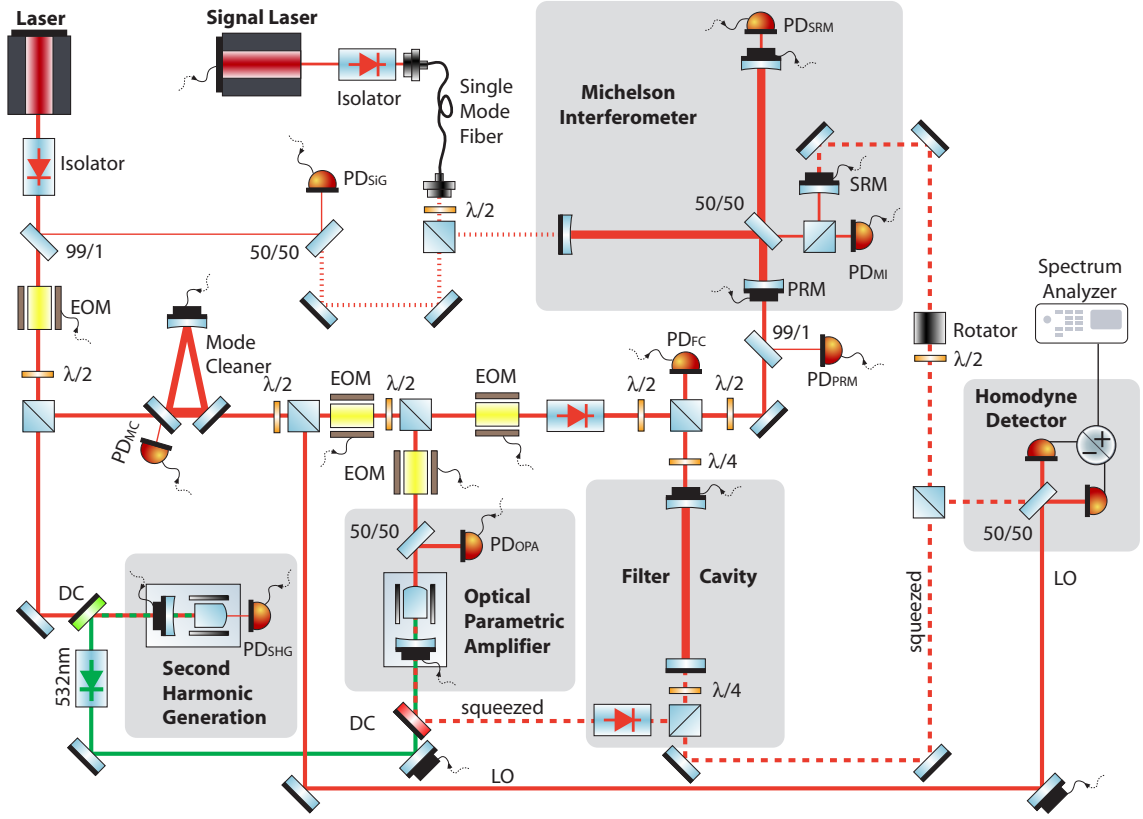 Laser
Signal Laser
PDSRM
Isolator
Single
Mode
Fiber
Michelson
Interferometer
Isolator
PDSiG
λ/2
50/50
SRM
99/1
50/50
PDMI
EOM
PRM
Spectrum
Analyzer
Mode
Cleaner
PDFC
99/1
PDPRM
Rotator
λ/2
λ/2
λ/2
EOM
λ/2
EOM
λ/2
λ/2
Homodyne
Detector
PDMC
EOM
λ/4
50/50
50/50
PDOPA
Filter
Cavity
LO
DC
PDSHG
Optical
Parametric
Amplifier
squeezed
532nm
Second
Harmonic
Generation
λ/4
DC
squeezed
LO